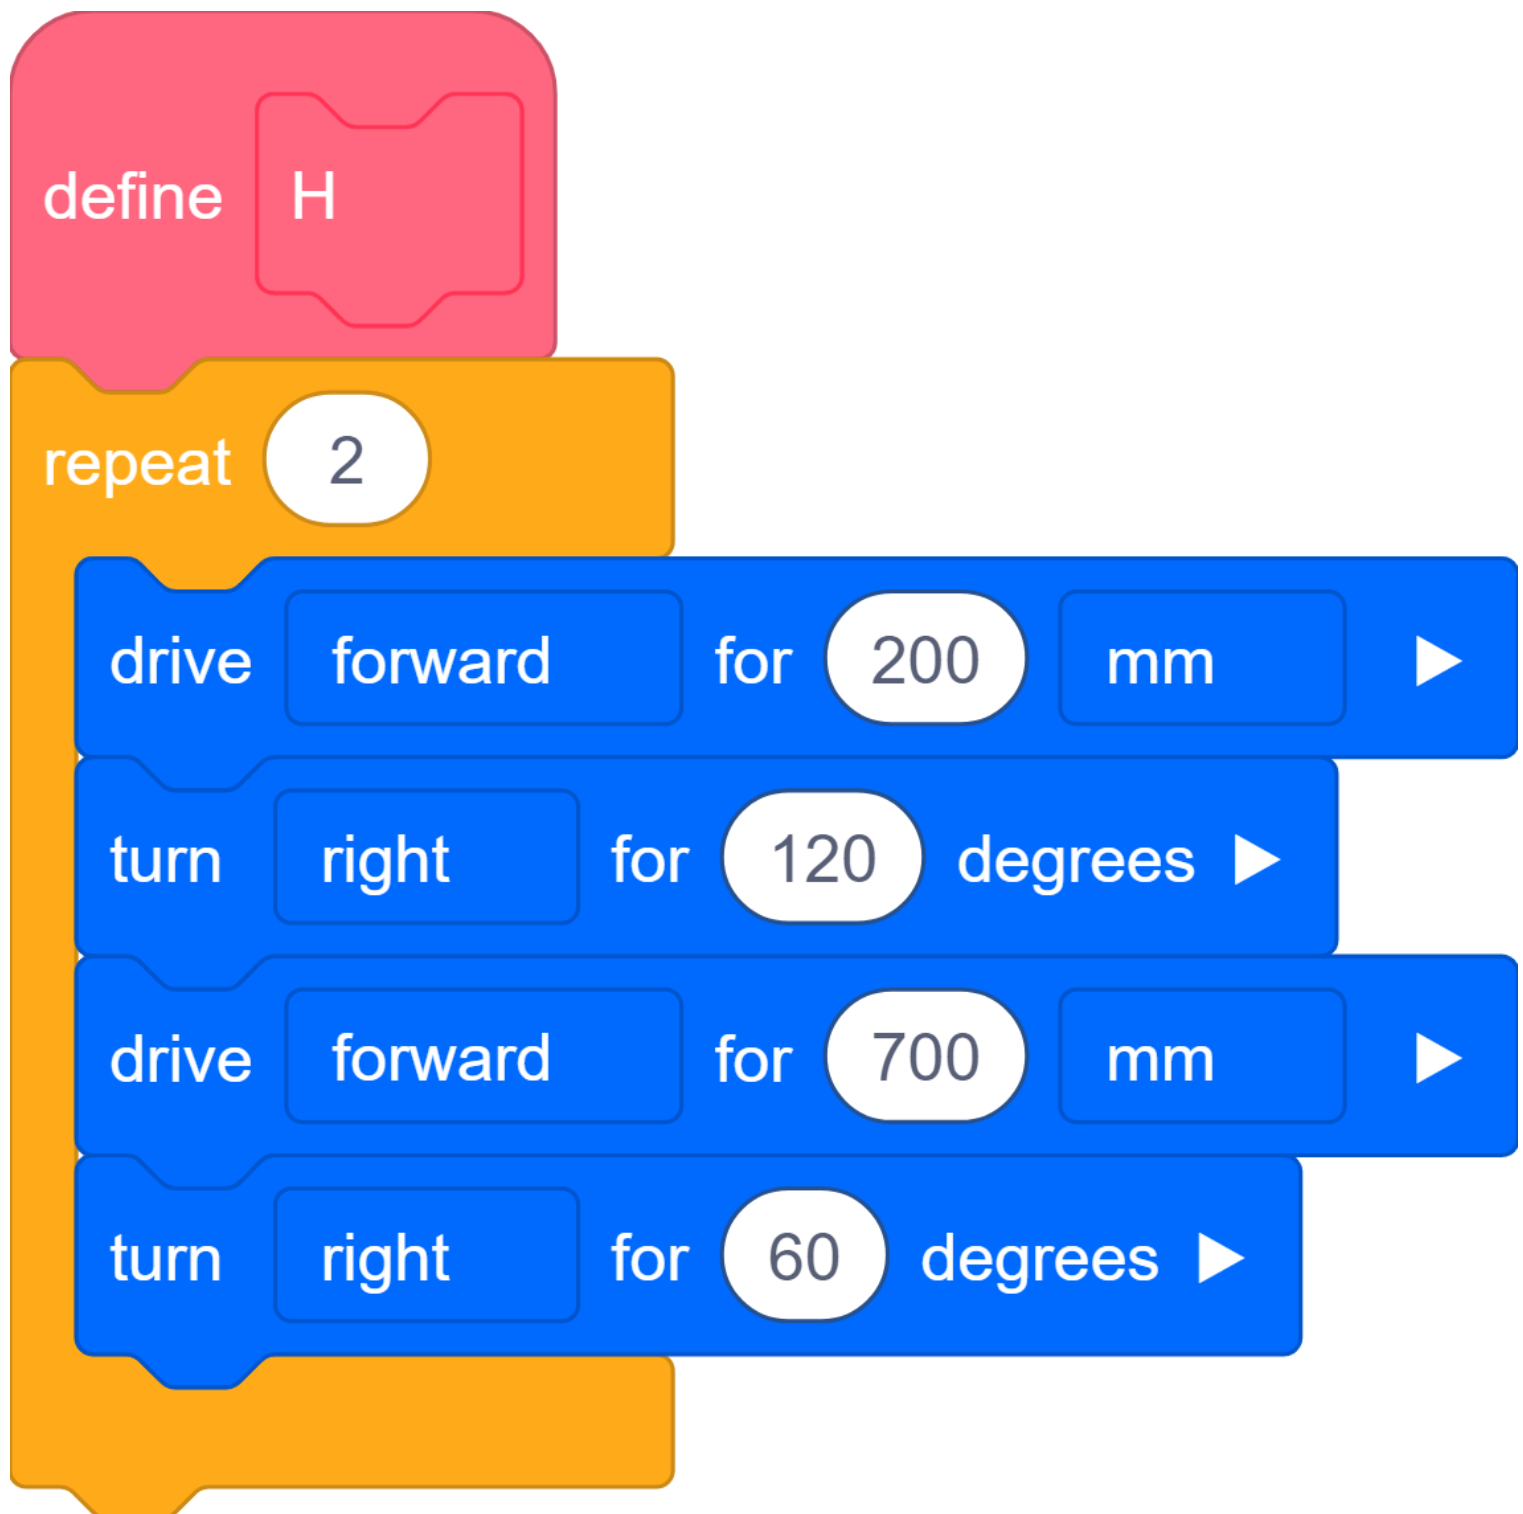 define H
repeat 2
drive forward for 200 mm
turn right for 120 degrees
drive forward for 700 mm
turn right for 60 degrees